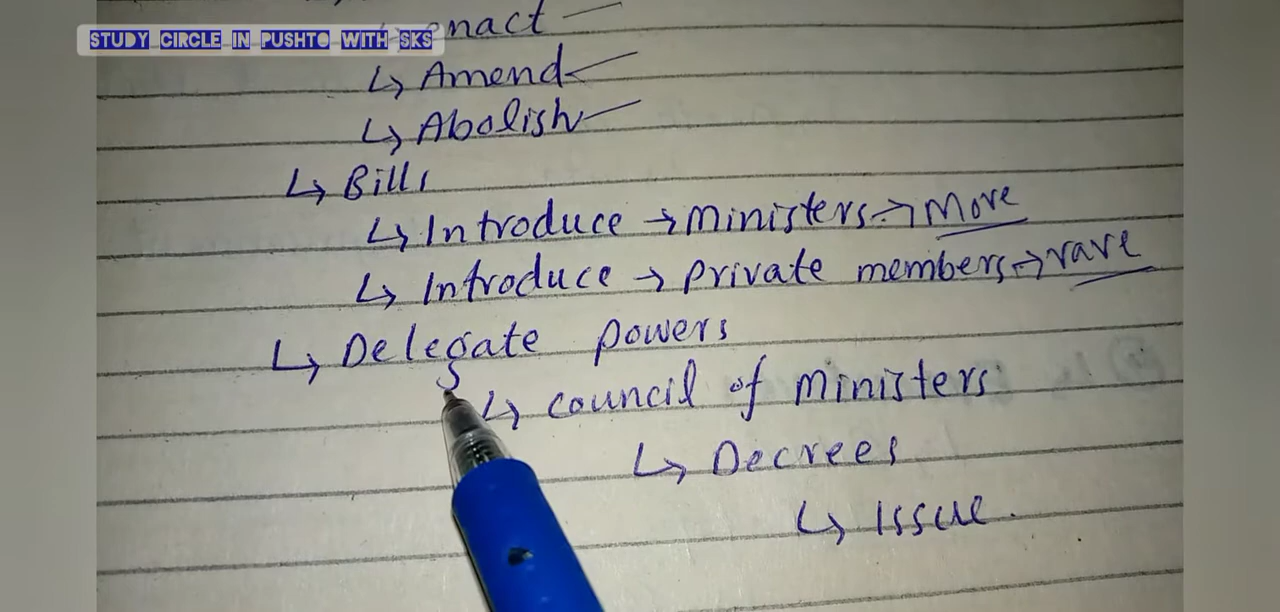 enact
STUDY CIRCLE IN PUSHTO WITH SKS
↳ Amend
↳ Abolish
↳ Bills
↳ Introduce → Ministers → Move
↳ Introduce → private members → rare
↳ Delegate powers
↳ council of ministers
↳ Decrees
↳ Issue.